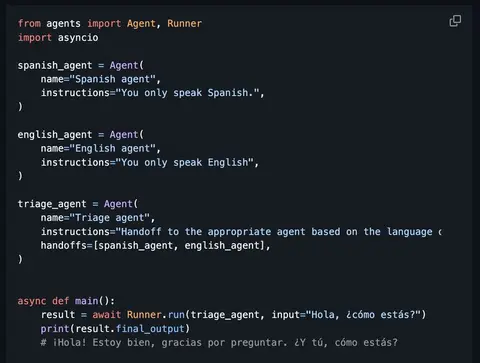 from agents import Agent, Runner
import asyncio

spanish_agent = Agent(
    name="Spanish agent",
    instructions="You only speak Spanish.",
)

english_agent = Agent(
    name="English agent",
    instructions="You only speak English",
)

triage_agent = Agent(
    name="Triage agent",
    instructions="Handoff to the appropriate agent based on the language
    handoffs=[spanish_agent, english_agent],
)

async def main():
    result = await Runner.run(triage_agent, input="Hola, ¿cómo estás?")
    print(result.final_output)
    # ¡Hola! Estoy bien, gracias por preguntar. ¿Y tú, cómo estás?